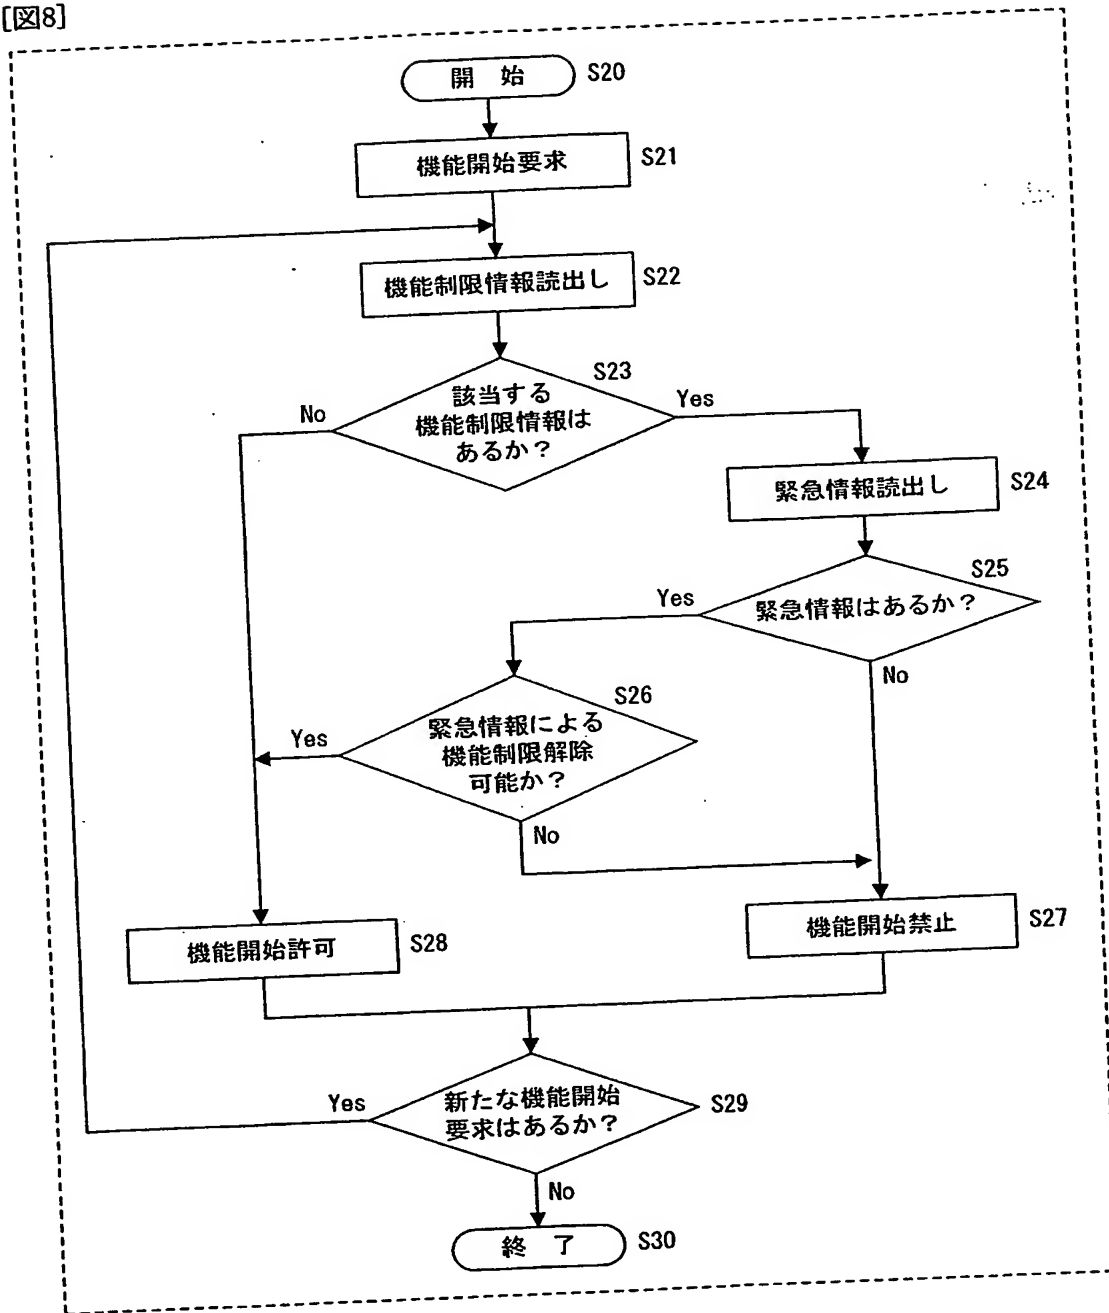 [図8]
開 始 S20
機能開始要求 S21
機能制限情報読出し S22
S23
該当する
機能制限情報は
あるか？
No
Yes
緊急情報読出し S24
S25
緊急情報はあるか？
Yes
No
S26
緊急情報による
機能制限解除
可能か？
Yes
No
機能開始禁止 S27
機能開始許可 S28
新たな機能開始
要求はあるか？
S29
Yes
No
終 了 S30